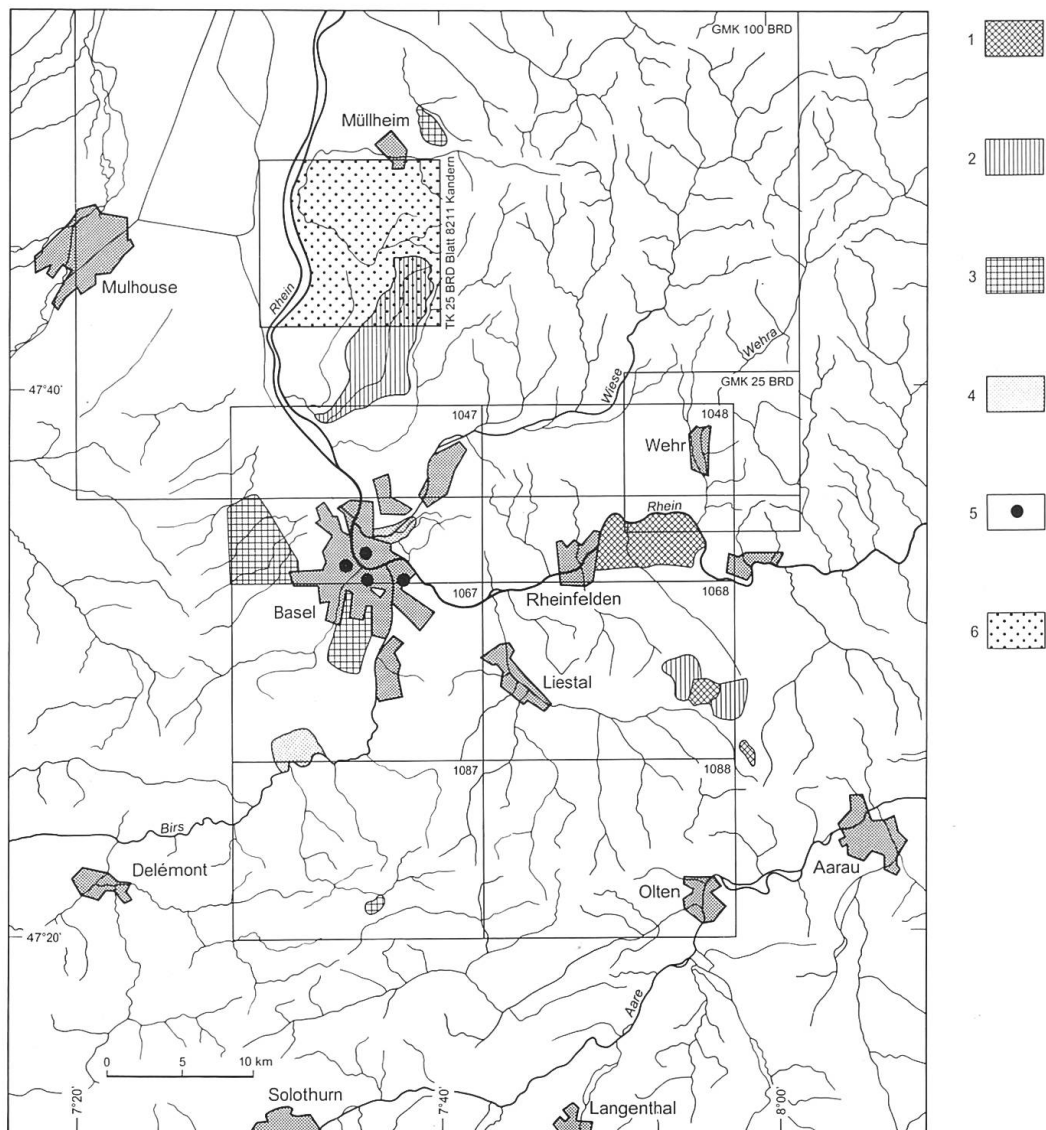 GMK 100 BRD
1
Müllheim
2
TK 25 BRD Blatt 8211 Kandern
Mulhouse
Rhein
3
Wehra
Wiese
47°40'
GMK 25 BRD
4
1047
1048
Wehr
Rhein
5
1067
1068
Basel
Rheinfelden
6
Liestal
1087
1088
Birs
Aarau
Delémont
Olten
47°20'
Aare
0 5 10 km
7°20'
Solothurn
7°40'
Langenthal
8°00'